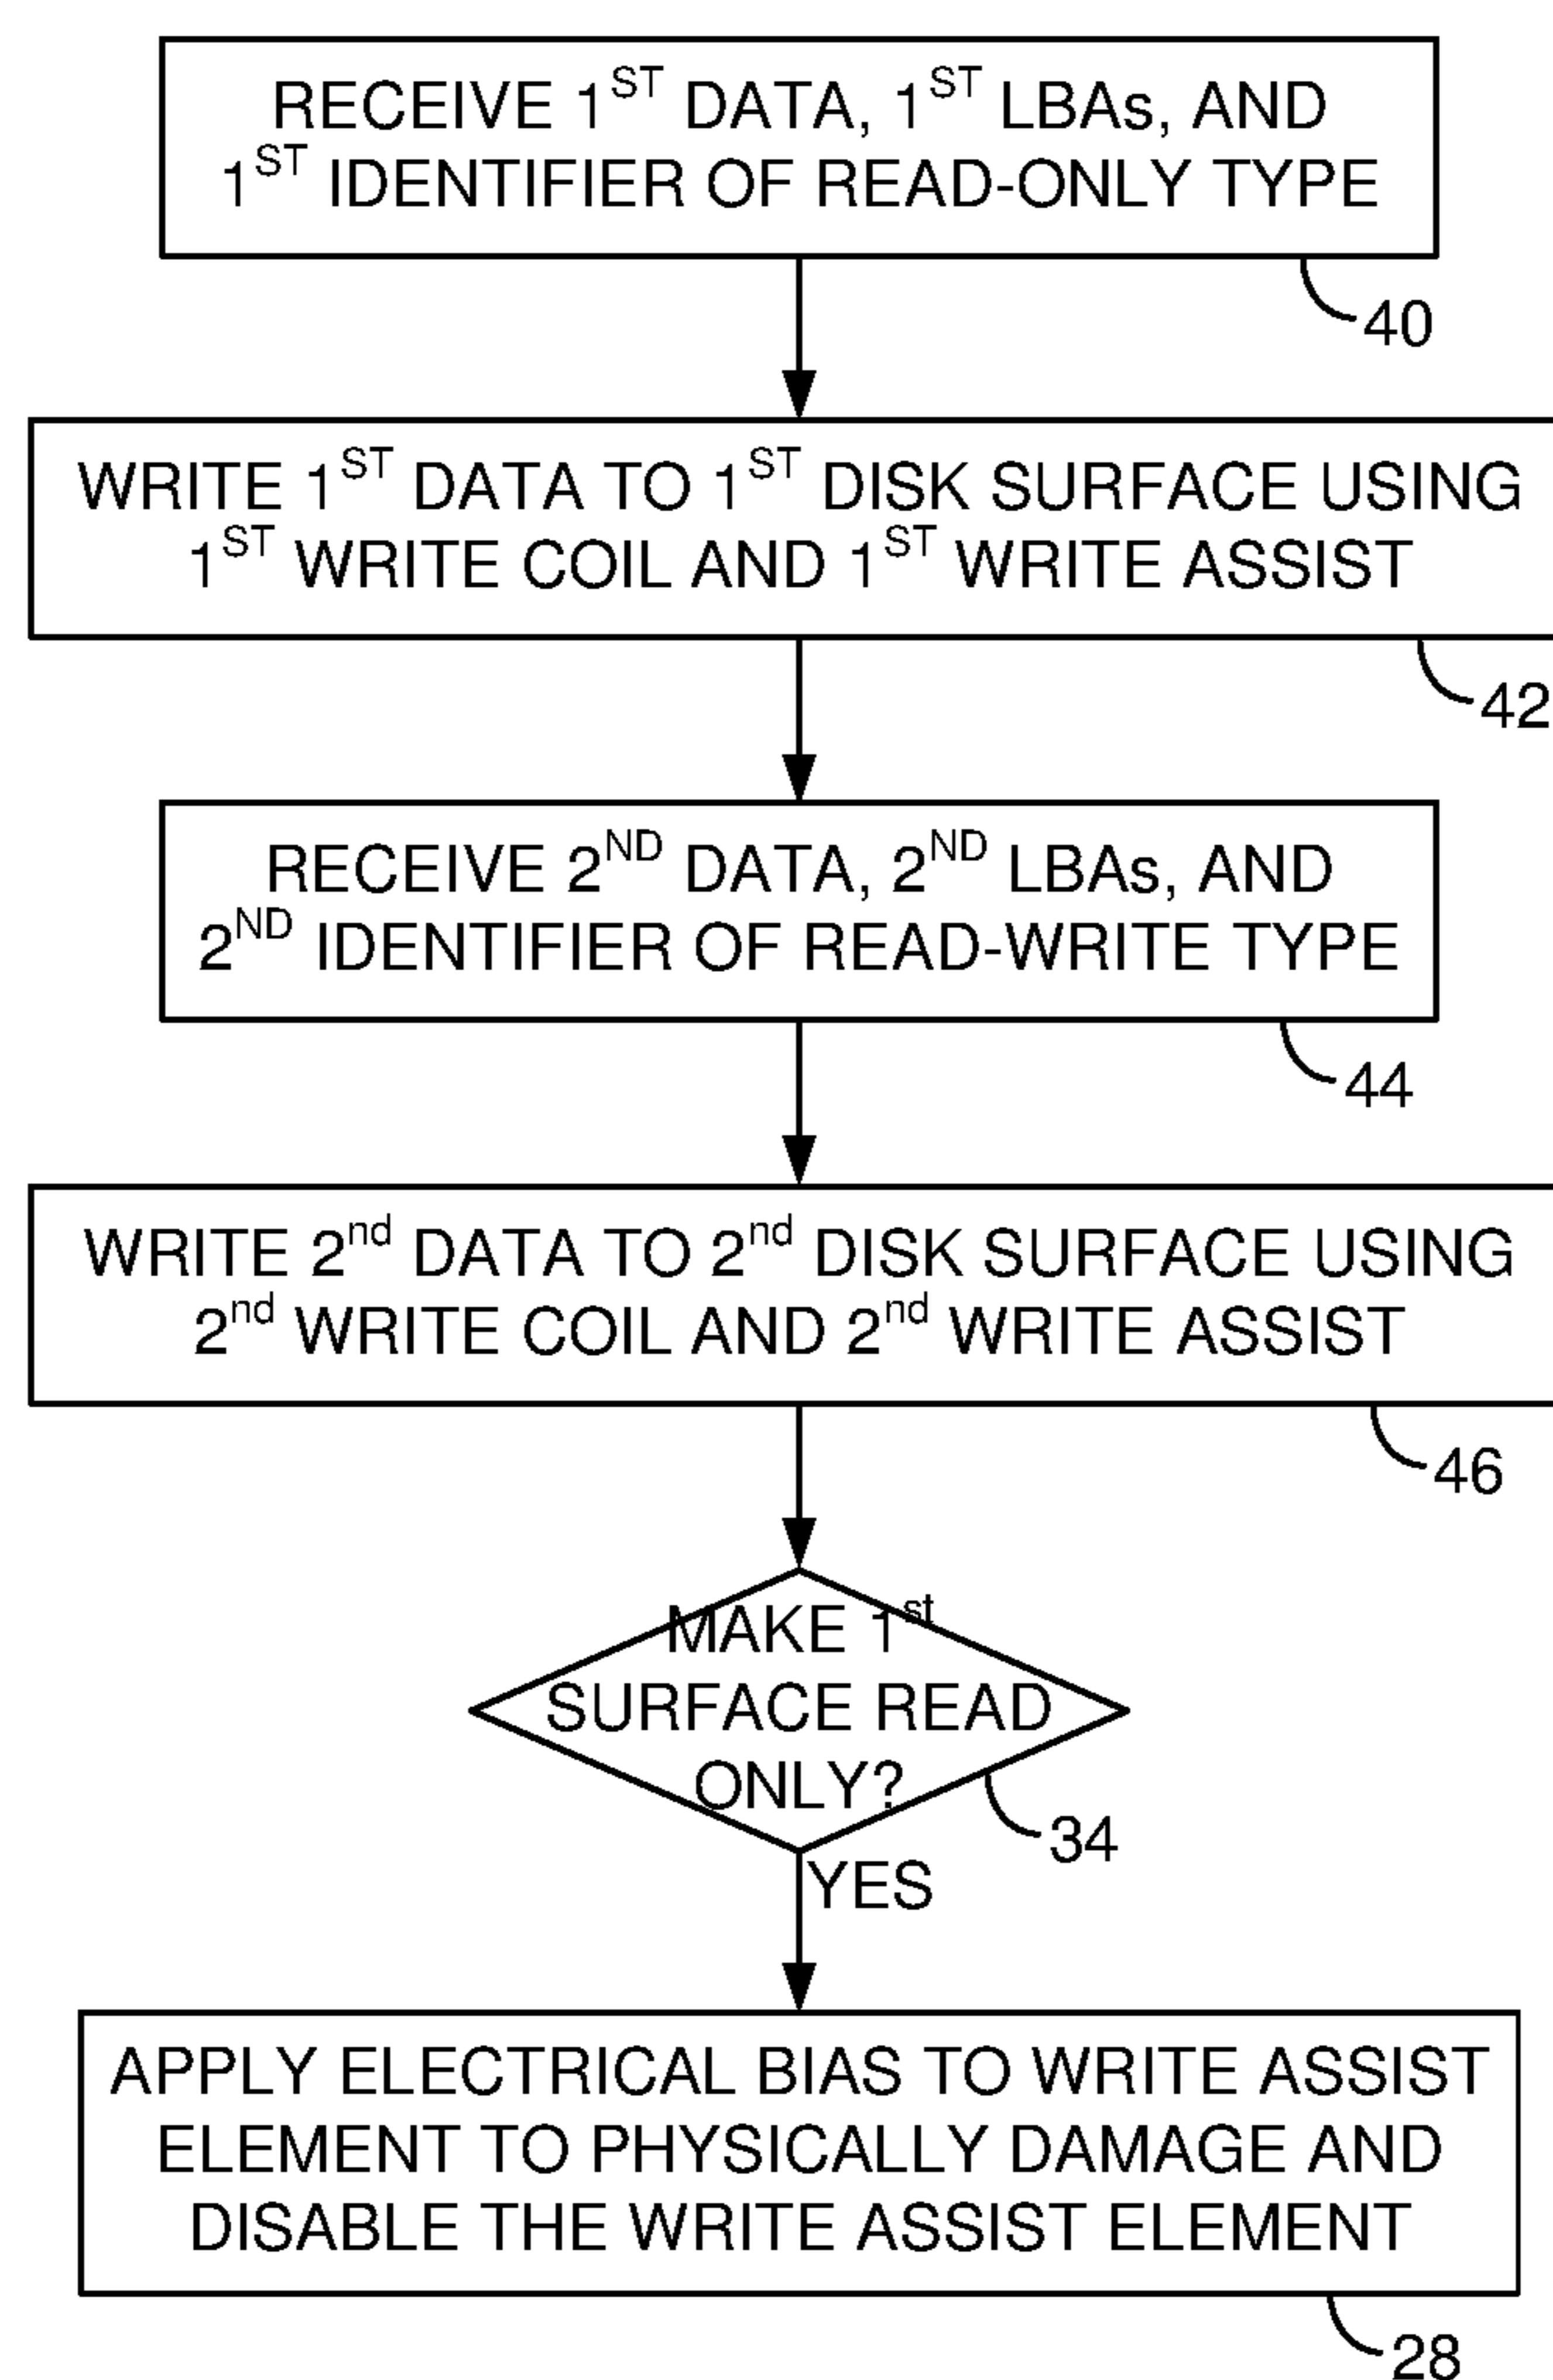 RECEIVE 1ST DATA, 1ST LBAs, AND
1ST IDENTIFIER OF READ-ONLY TYPE
40
WRITE 1ST DATA TO 1ST DISK SURFACE USING
1ST WRITE COIL AND 1ST WRITE ASSIST
42
RECEIVE 2ND DATA, 2ND LBAs, AND
2ND IDENTIFIER OF READ-WRITE TYPE
44
WRITE 2nd DATA TO 2nd DISK SURFACE USING
2nd WRITE COIL AND 2nd WRITE ASSIST
46
MAKE 1st
SURFACE READ
ONLY?
34
YES
APPLY ELECTRICAL BIAS TO WRITE ASSIST
ELEMENT TO PHYSICALLY DAMAGE AND
DISABLE THE WRITE ASSIST ELEMENT
28